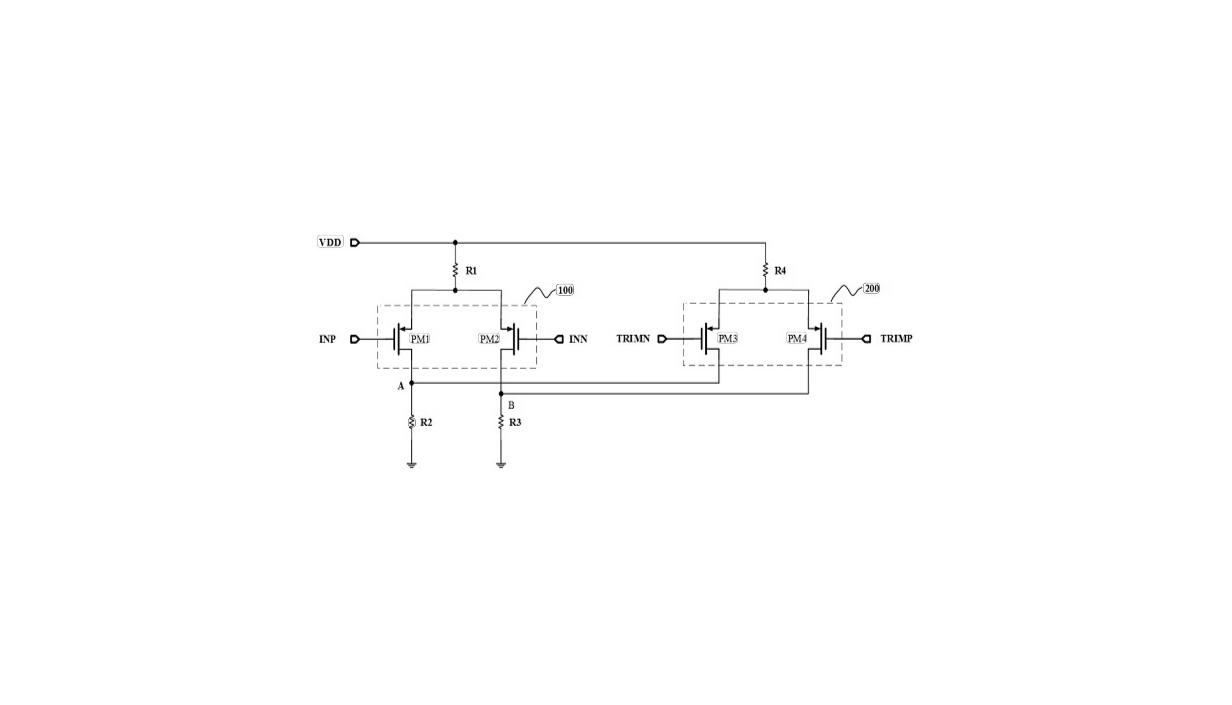 VDD
R1
R4
100
200
INP
PM1
PM2
INN
TRIMN
PM3
PM4
TRIMP
A
B
R2
R3